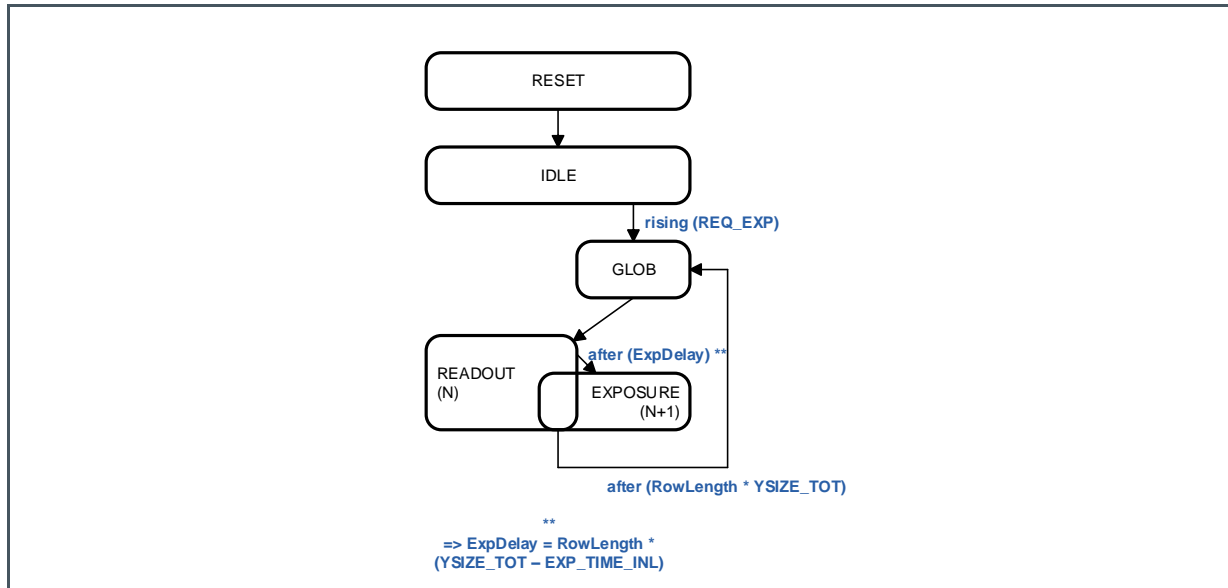 RESET
IDLE
rising (REQ_EXP)
GLOB
after (ExpDelay) **
READOUT
(N)
EXPOSURE
(N+1)
after (RowLength * YSIZE_TOT)
**
=> ExpDelay = RowLength *
(YSIZE_TOT – EXP_TIME_INL)